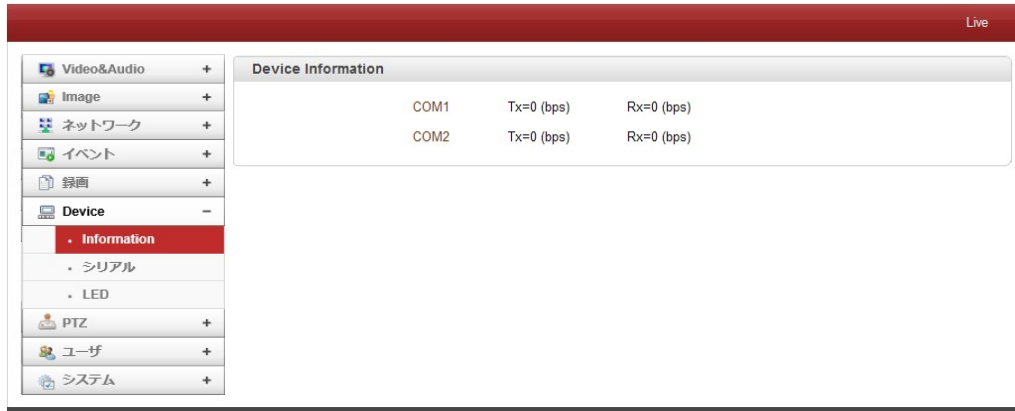 Live
Video&Audio +
Image +
ネットワーク +
イベント +
録画 +
Device −
Information
シリアル
LED
PTZ +
ユーザ +
システム +
Device Information
COM1 Tx=0 (bps) Rx=0 (bps)
COM2 Tx=0 (bps) Rx=0 (bps)